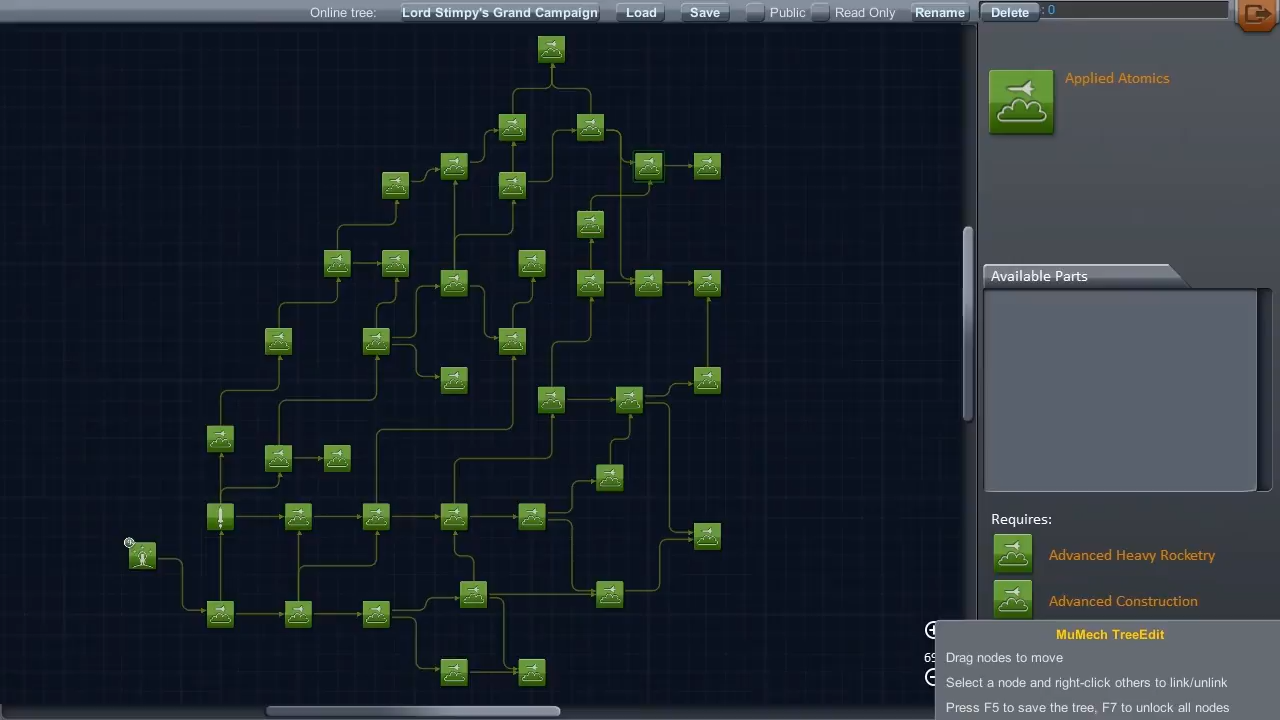 Online tree: Lord Stimpy's Grand Campaign Load Save Public Read Only Rename Delete : 0
Applied Atomics
Available Parts
Requires:
Advanced Heavy Rocketry
Advanced Construction
MuMech TreeEdit
Drag nodes to move
Select a node and right-click others to link/unlink
Press F5 to save the tree, F7 to unlock all nodes